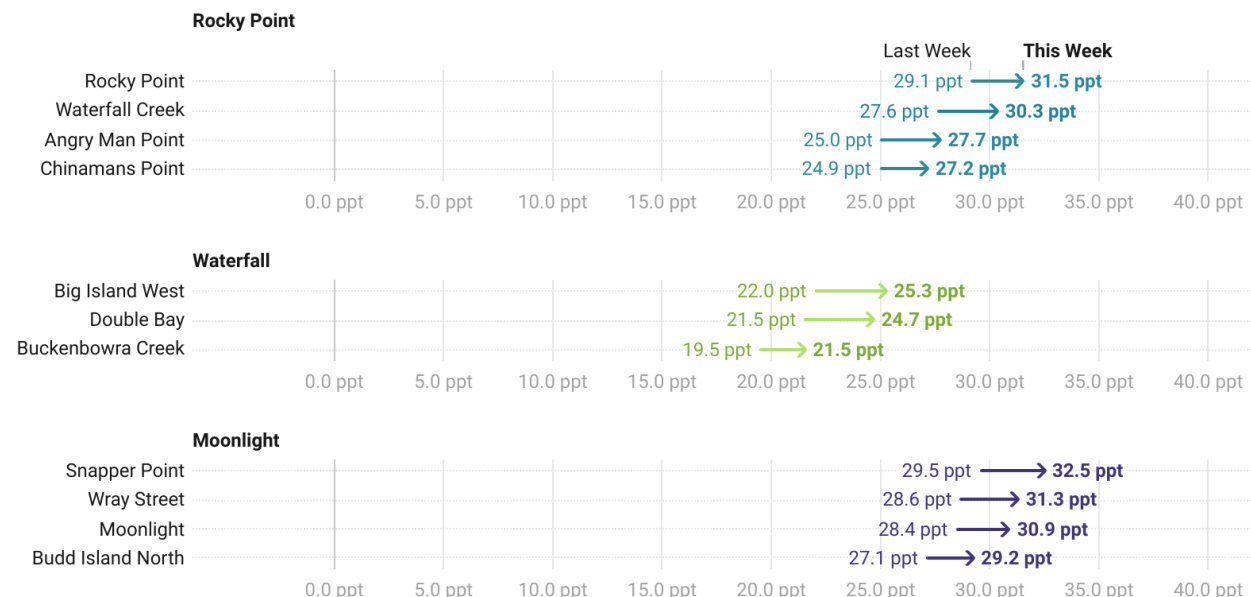 Rocky Point
Last Week This Week
Rocky Point 29.1 ppt 31.5 ppt
Waterfall Creek 27.6 ppt 30.3 ppt
Angry Man Point 25.0 ppt 27.7 ppt
Chinamans Point 24.9 ppt 27.2 ppt
0.0 ppt 5.0 ppt 10.0 ppt 15.0 ppt 20.0 ppt 25.0 ppt 30.0 ppt 35.0 ppt 40.0 ppt
Waterfall
Big Island West 22.0 ppt 25.3 ppt
Double Bay 21.5 ppt 24.7 ppt
Buckenbowra Creek 19.5 ppt 21.5 ppt
0.0 ppt 5.0 ppt 10.0 ppt 15.0 ppt 20.0 ppt 25.0 ppt 30.0 ppt 35.0 ppt 40.0 ppt
Moonlight
Snapper Point 29.5 ppt 32.5 ppt
Wray Street 28.6 ppt 31.3 ppt
Moonlight 28.4 ppt 30.9 ppt
Budd Island North 27.1 ppt 29.2 ppt
0.0 ppt 5.0 ppt 10.0 ppt 15.0 ppt 20.0 ppt 25.0 ppt 30.0 ppt 35.0 ppt 40.0 ppt